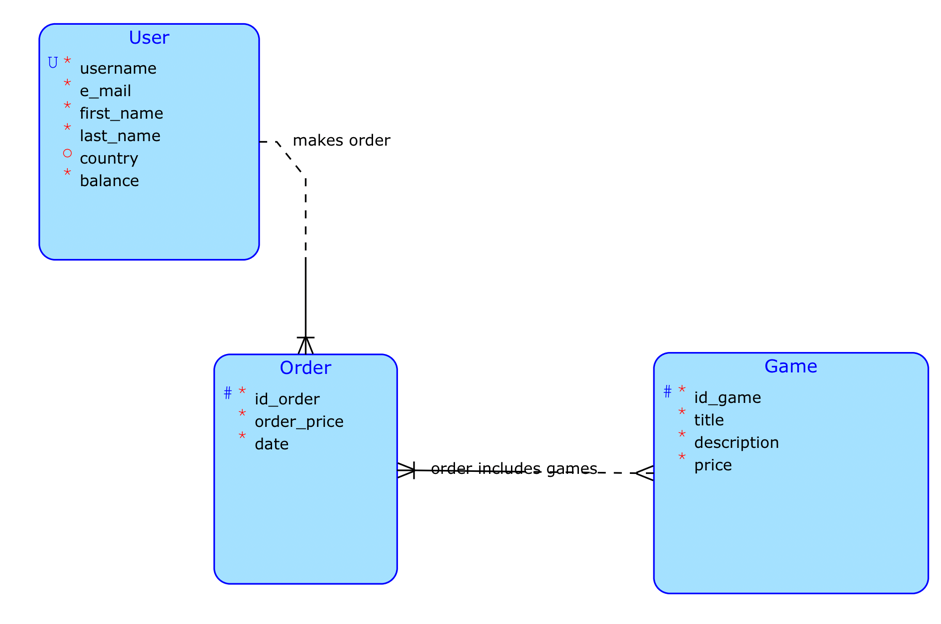 User
U * username
* e_mail
* first_name
* last_name
o country
* balance
makes order
Order
# * id_order
* order_price
* date
order includes games
Game
# * id_game
* title
* description
* price